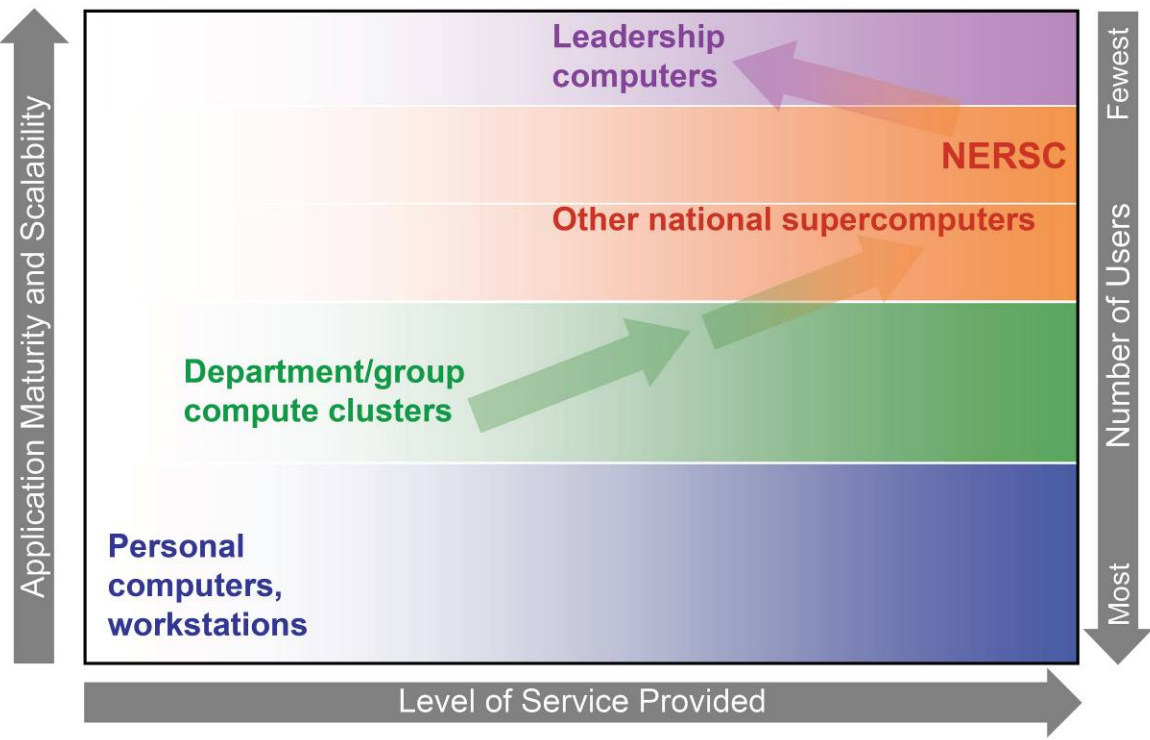 Application Maturity and Scalability
Leadership
computers
NERSC
Other national supercomputers
Department/group
compute clusters
Personal
computers,
workstations
Fewest
Number of Users
Most
Level of Service Provided